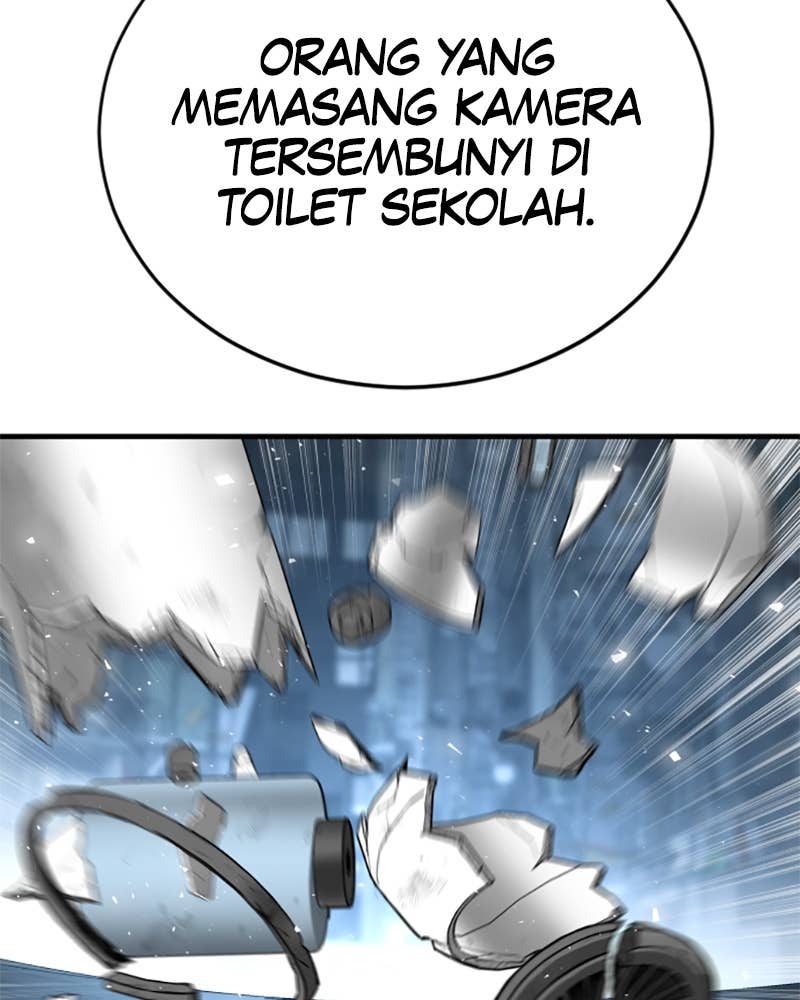 ORANG YANG
MEMASANG KAMERA
TERSEMBUNYI DI
TOILET SEKOLAH.